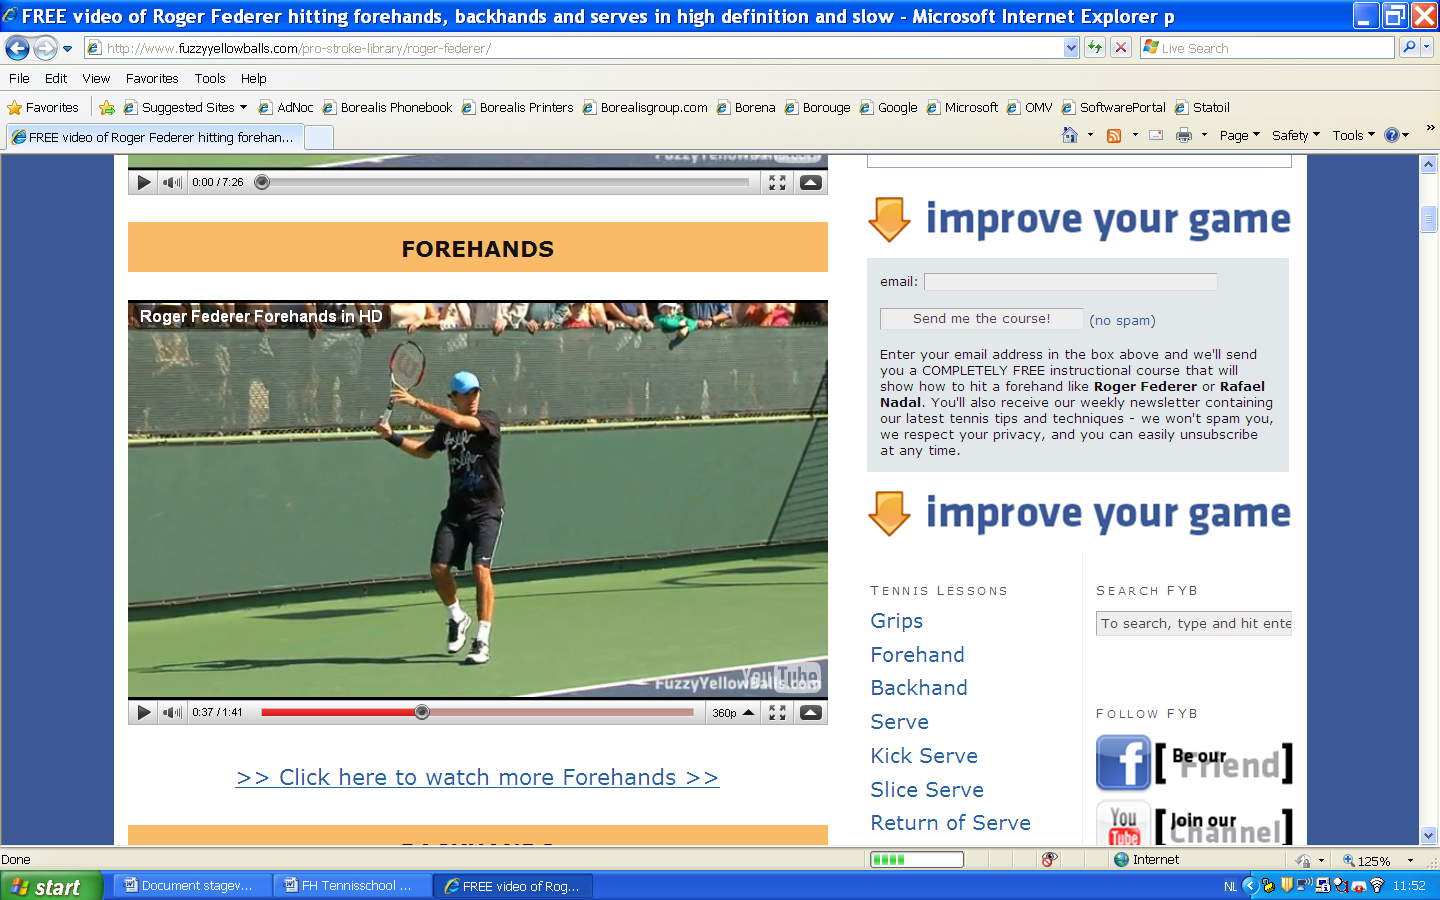 FREE video of Roger Federer hitting forehands, backhands and serves in high definition and slow - Microsoft Internet Explorer p
http://www.fuzzyyellowballs.com/pro-stroke-library/roger-federer/
Live Search
File Edit View Favorites Tools Help
Favorites Suggested Sites AdNoc Borealis Phonebook Borealis Printers Borealisgroup.com Borena Borouge Google Microsoft OMV SoftwarePortal Statoil
FREE video of Roger Federer hitting forehan...
Page Safety Tools
FuzzyYellowBalls.com
0:00 / 7:26
FOREHANDS
Roger Federer Forehands in HD
YouTube
FuzzyYellowBalls.com
0:37 / 1:41
360p
>> Click here to watch more Forehands >>
BACKHANDS
improve your game
email:
Send me the course! (no spam)
Enter your email address in the box above and we'll send
you a COMPLETELY FREE instructional course that will
show how to hit a forehand like Roger Federer or Rafael
Nadal. You'll also receive our weekly newsletter containing
our latest tennis tips and techniques - we won't spam you,
we respect your privacy, and you can easily unsubscribe
at any time.
improve your game
TENNIS LESSONS
Grips
Forehand
Backhand
Serve
Kick Serve
Slice Serve
Return of Serve
SEARCH FYB
To search, type and hit ente
FOLLOW FYB
Be our
Friend
You
Tube
join our
Channel
Done
Internet
125%
start
Document stagev...
FH Tennisschool ...
FREE video of Rog...
NL
11:52